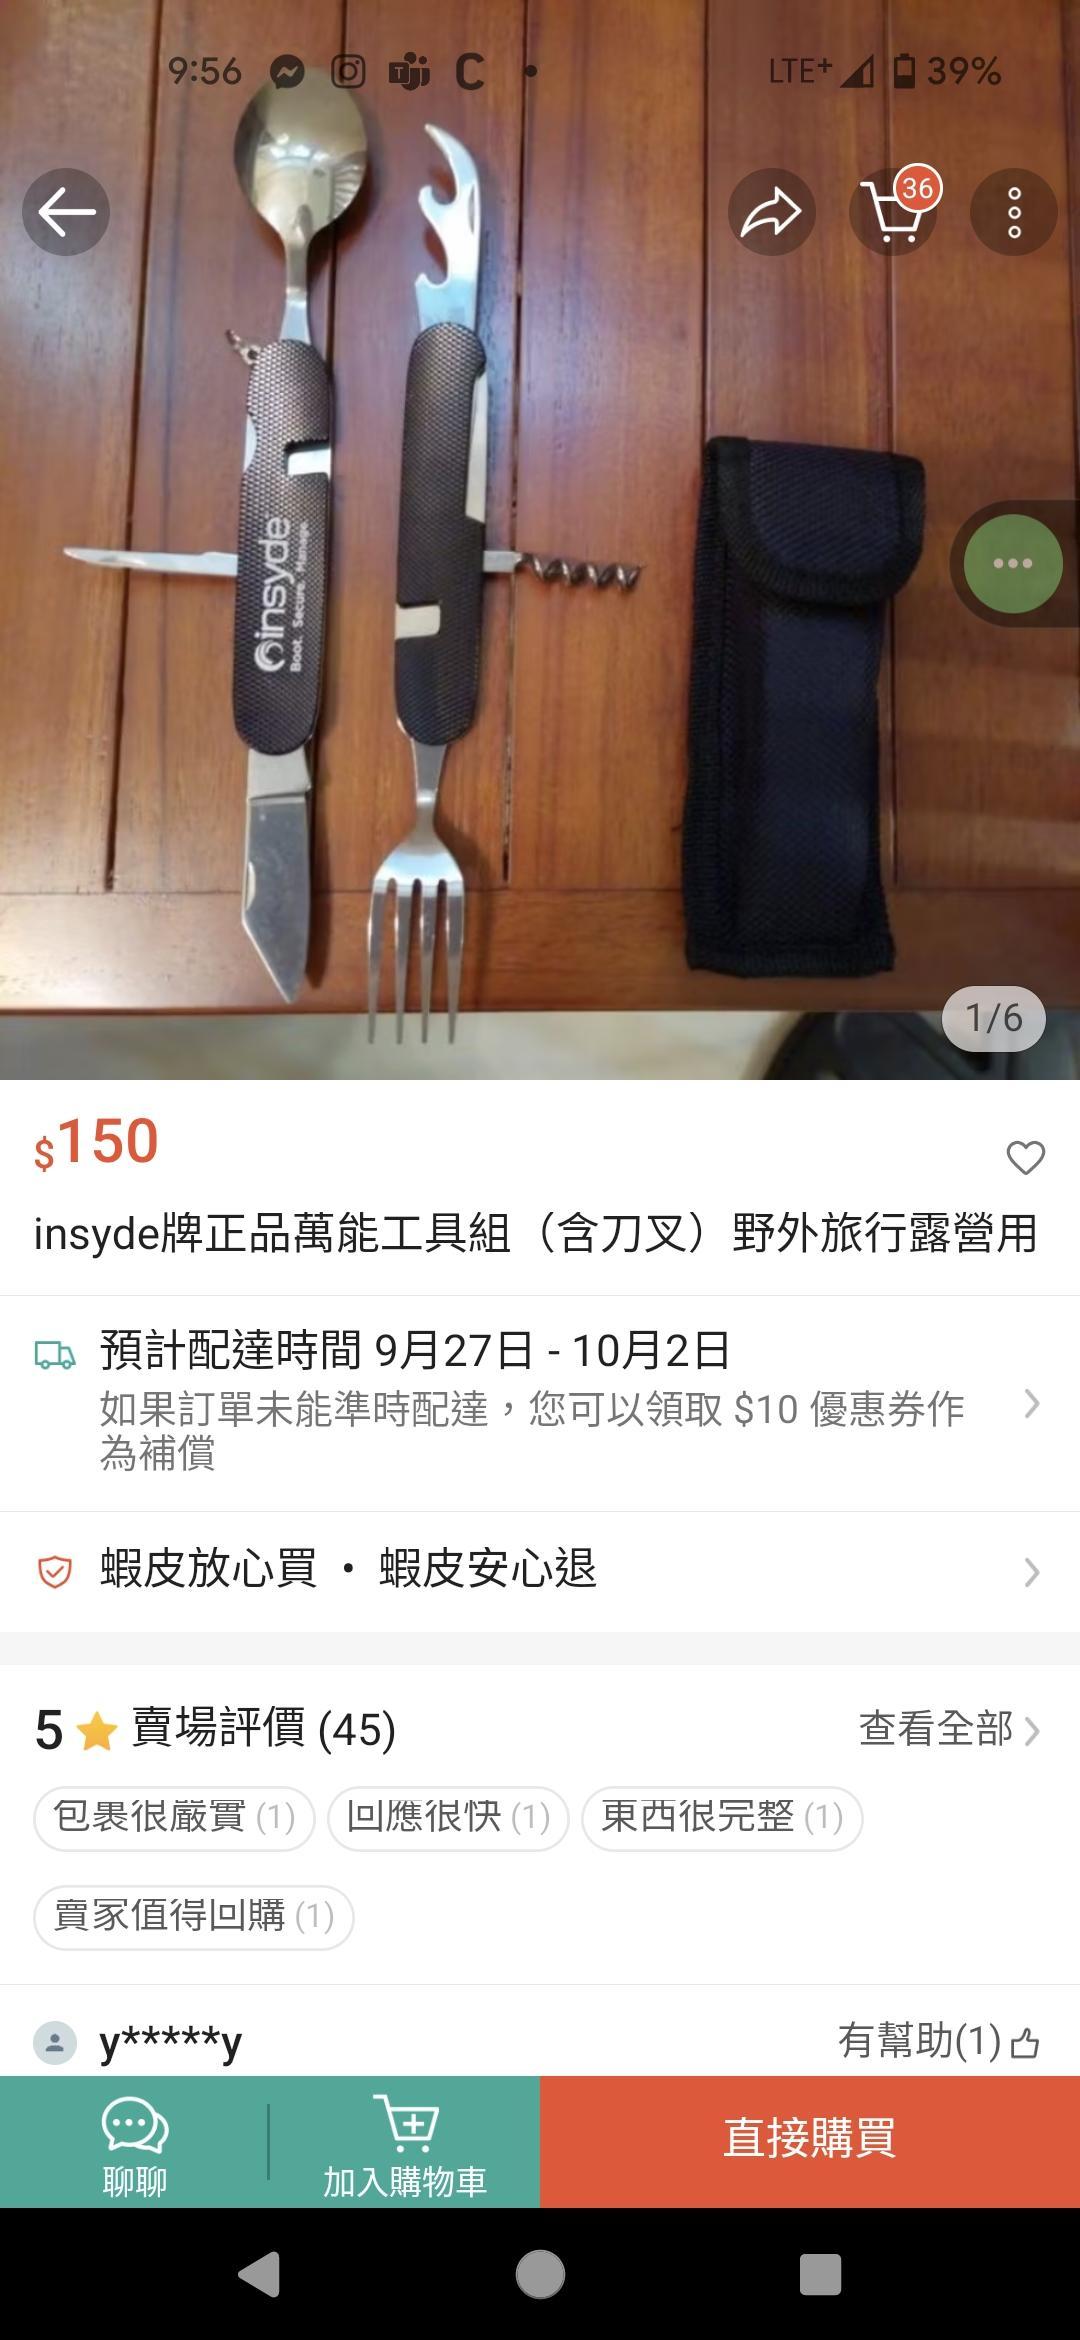 9:56
LTE+
39%
36
insyde
Boot. Secure. Manage.
1/6
$150
insyde牌正品萬能工具組（含刀叉）野外旅行露營用
預計配達時間 9月27日 - 10月2日
如果訂單未能準時配達，您可以領取 $10 優惠券作
為補償
蝦皮放心買 • 蝦皮安心退
5 賣場評價 (45)
查看全部
包裹很嚴實 (1)
回應很快 (1)
東西很完整 (1)
賣家值得回購 (1)
y*****y
有幫助(1)
聊聊
加入購物車
直接購買